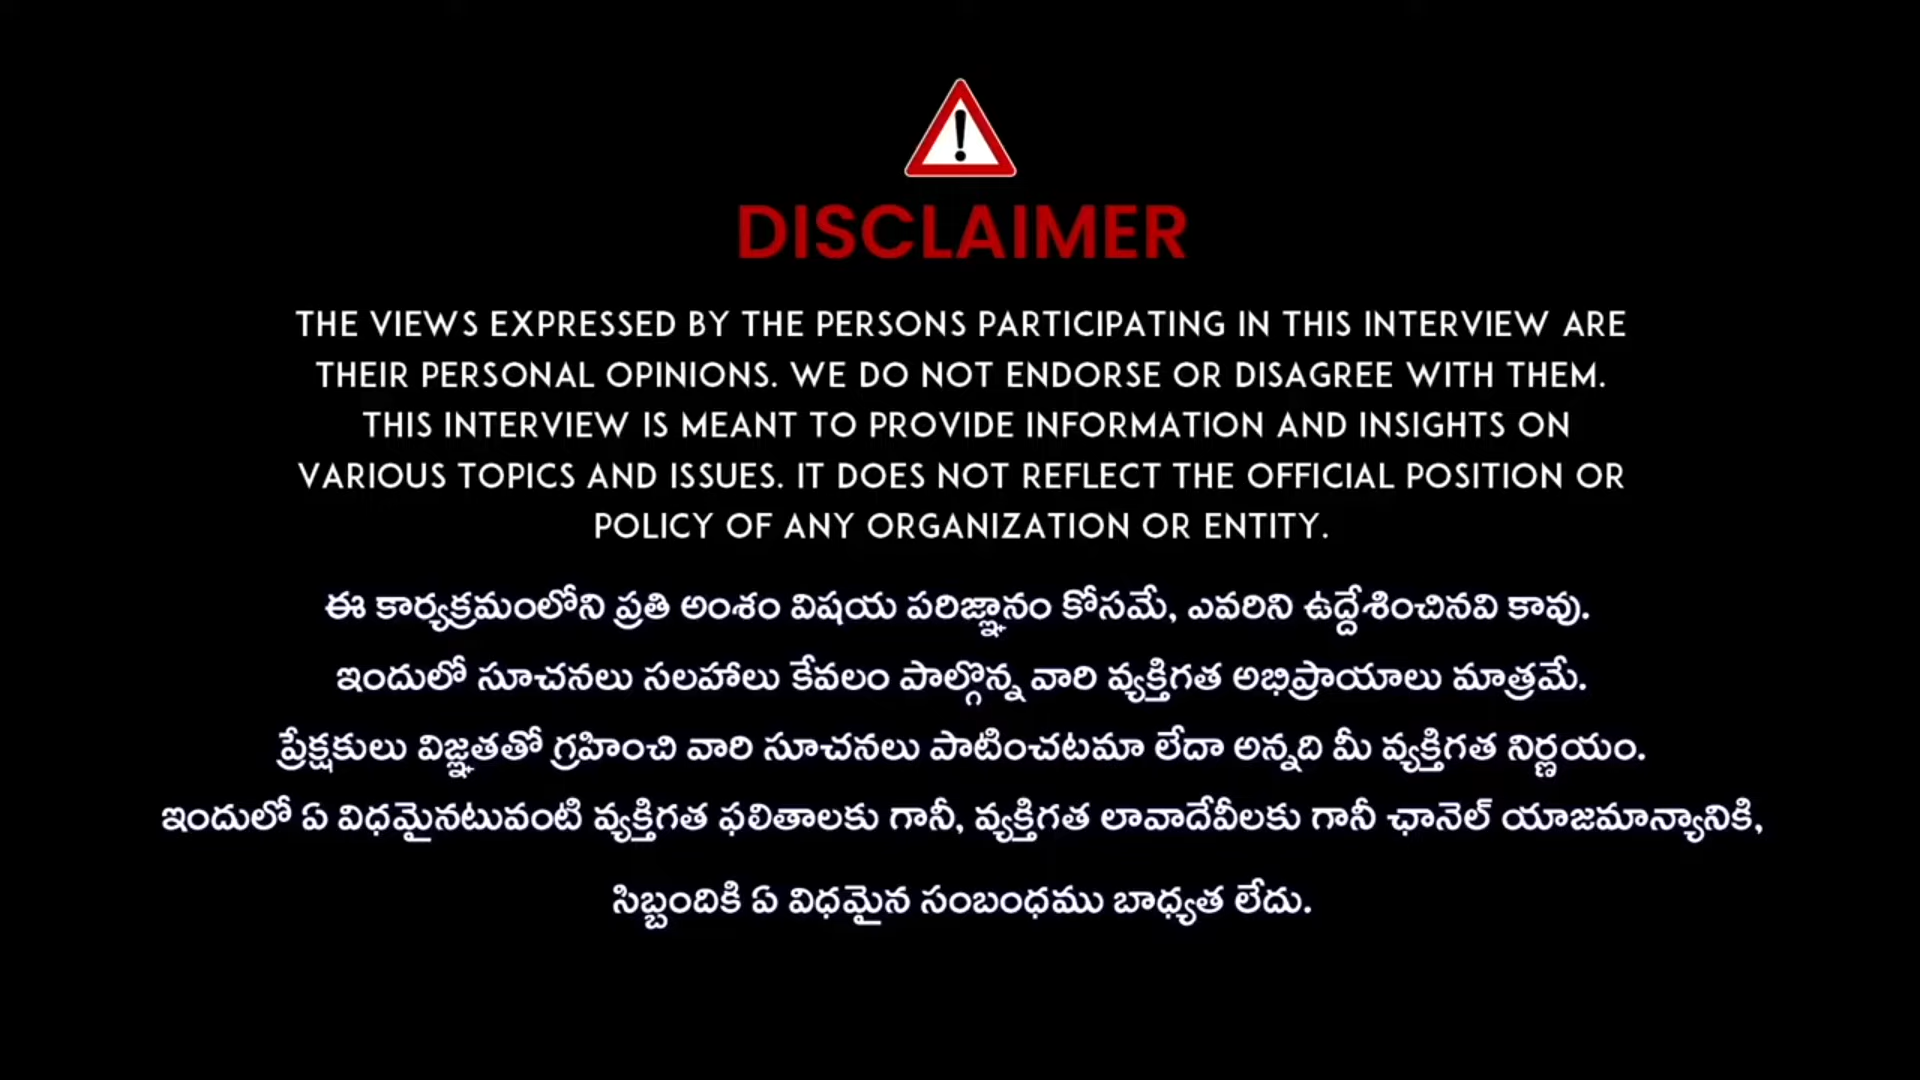 DISCLAIMER
THE VIEWS EXPRESSED BY THE PERSONS PARTICIPATING IN THIS INTERVIEW ARE
THEIR PERSONAL OPINIONS. WE DO NOT ENDORSE OR DISAGREE WITH THEM.
THIS INTERVIEW IS MEANT TO PROVIDE INFORMATION AND INSIGHTS ON
VARIOUS TOPICS AND ISSUES. IT DOES NOT REFLECT THE OFFICIAL POSITION OR
POLICY OF ANY ORGANIZATION OR ENTITY.
ఈ కార్యక్రమంలోని ప్రతి అంశం విషయ పరిజ్ఞానం కోసమే, ఎవరిని ఉద్దేశించినవి కావు.
ఇందులో సూచనలు సలహాలు కేవలం పాల్గొన్న వారి వ్యక్తిగత అభిప్రాయాలు మాత్రమే.
ప్రేక్షకులు విజ్ఞతతో గ్రహించి వారి సూచనలు పాటించటమా లేదా అన్నది మీ వ్యక్తిగత నిర్ణయం.
ఇందులో ఏ విధమైనటువంటి వ్యక్తిగత ఫలితాలకు గానీ, వ్యక్తిగత లావాదేవీలకు గానీ ఛానెల్ యాజమాన్యానికి,
సిబ్బందికి ఏ విధమైన సంబంధము బాధ్యత లేదు.